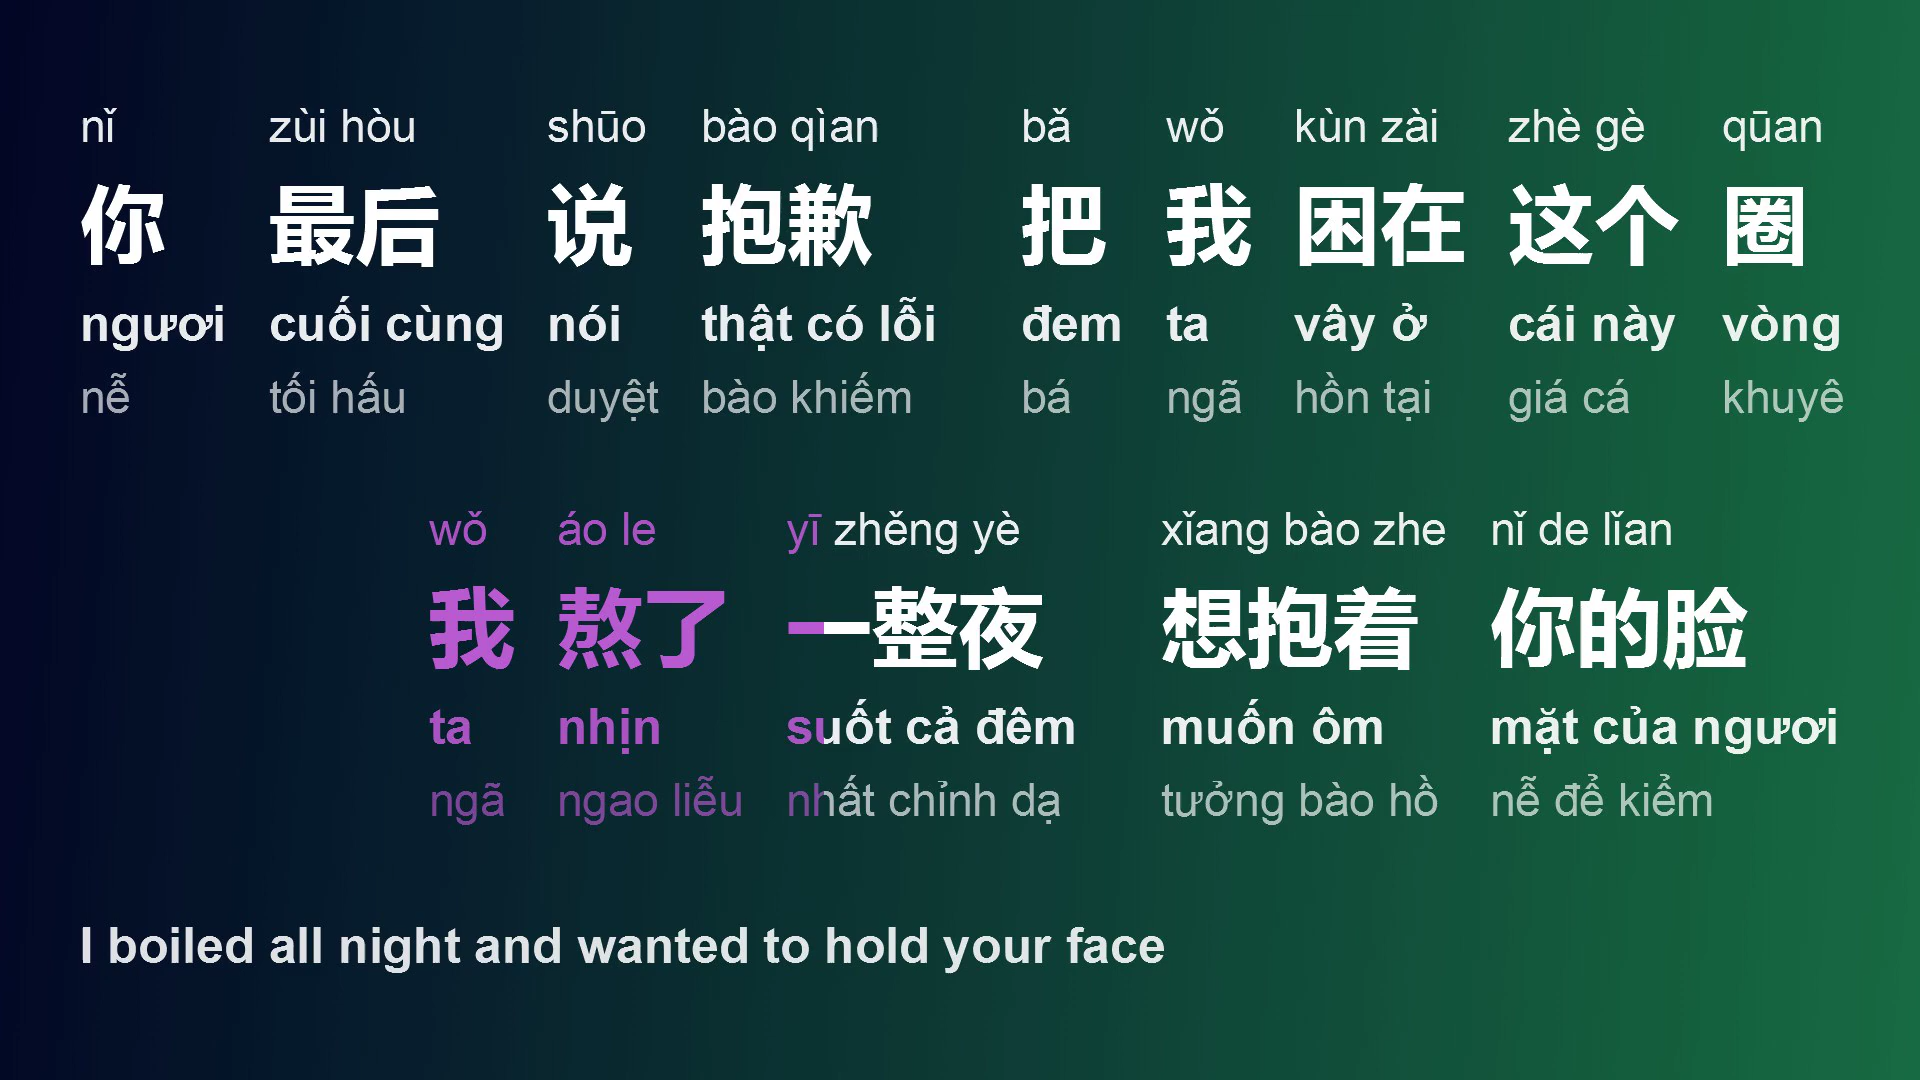 nǐ zùi hòu shūo bào qìan bǎ wǒ kùn zài zhè gè qūan
你 最后 说 抱歉 把 我 困在 这个 圈
ngươi cuối cùng nói thật có lỗi đem ta vây ở cái này vòng
nễ tối hấu duyệt bào khiếm bá ngã hồn tại giá cá khuyê
wǒ áo le yī zhěng yè xǐang bào zhe nǐ de lǐan
我 熬了 一整夜 想抱着 你的脸
ta nhịn suốt cả đêm muốn ôm mặt của ngươi
ngã ngao liễu nhất chỉnh dạ tưởng bào hồ nễ để kiểm
I boiled all night and wanted to hold your face